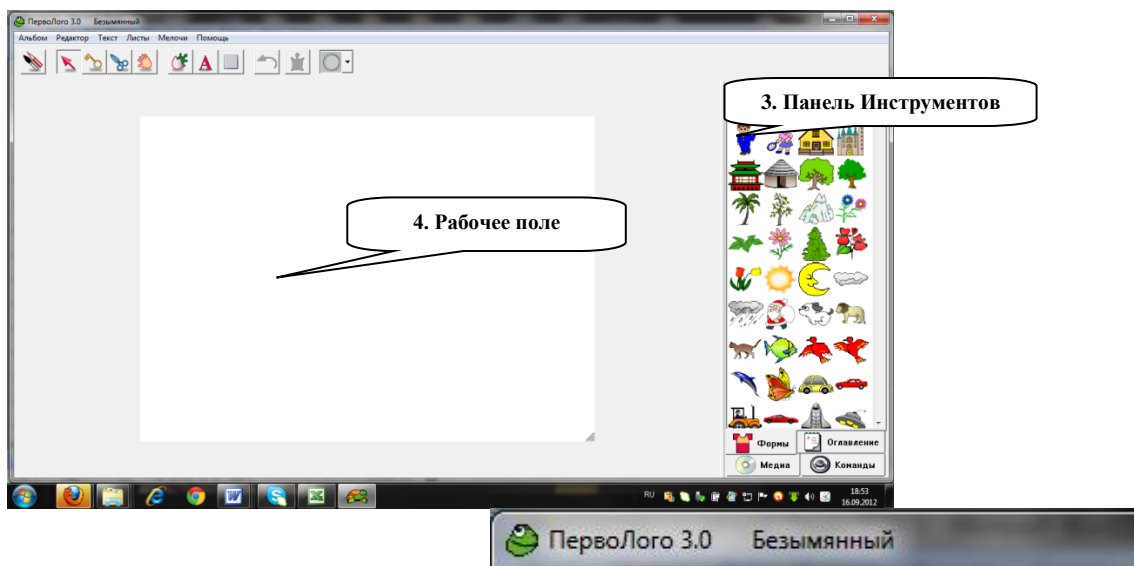 ПервоЛого 3.0 Безымянный
Альбом Редактор Текст Листы Мелочи Помощь
A
3. Панель Инструментов
4. Рабочее поле
Формы Оглавление
Медиа Команды
RU 18:53
16.09.2012
ПервоЛого 3.0 Безымянный